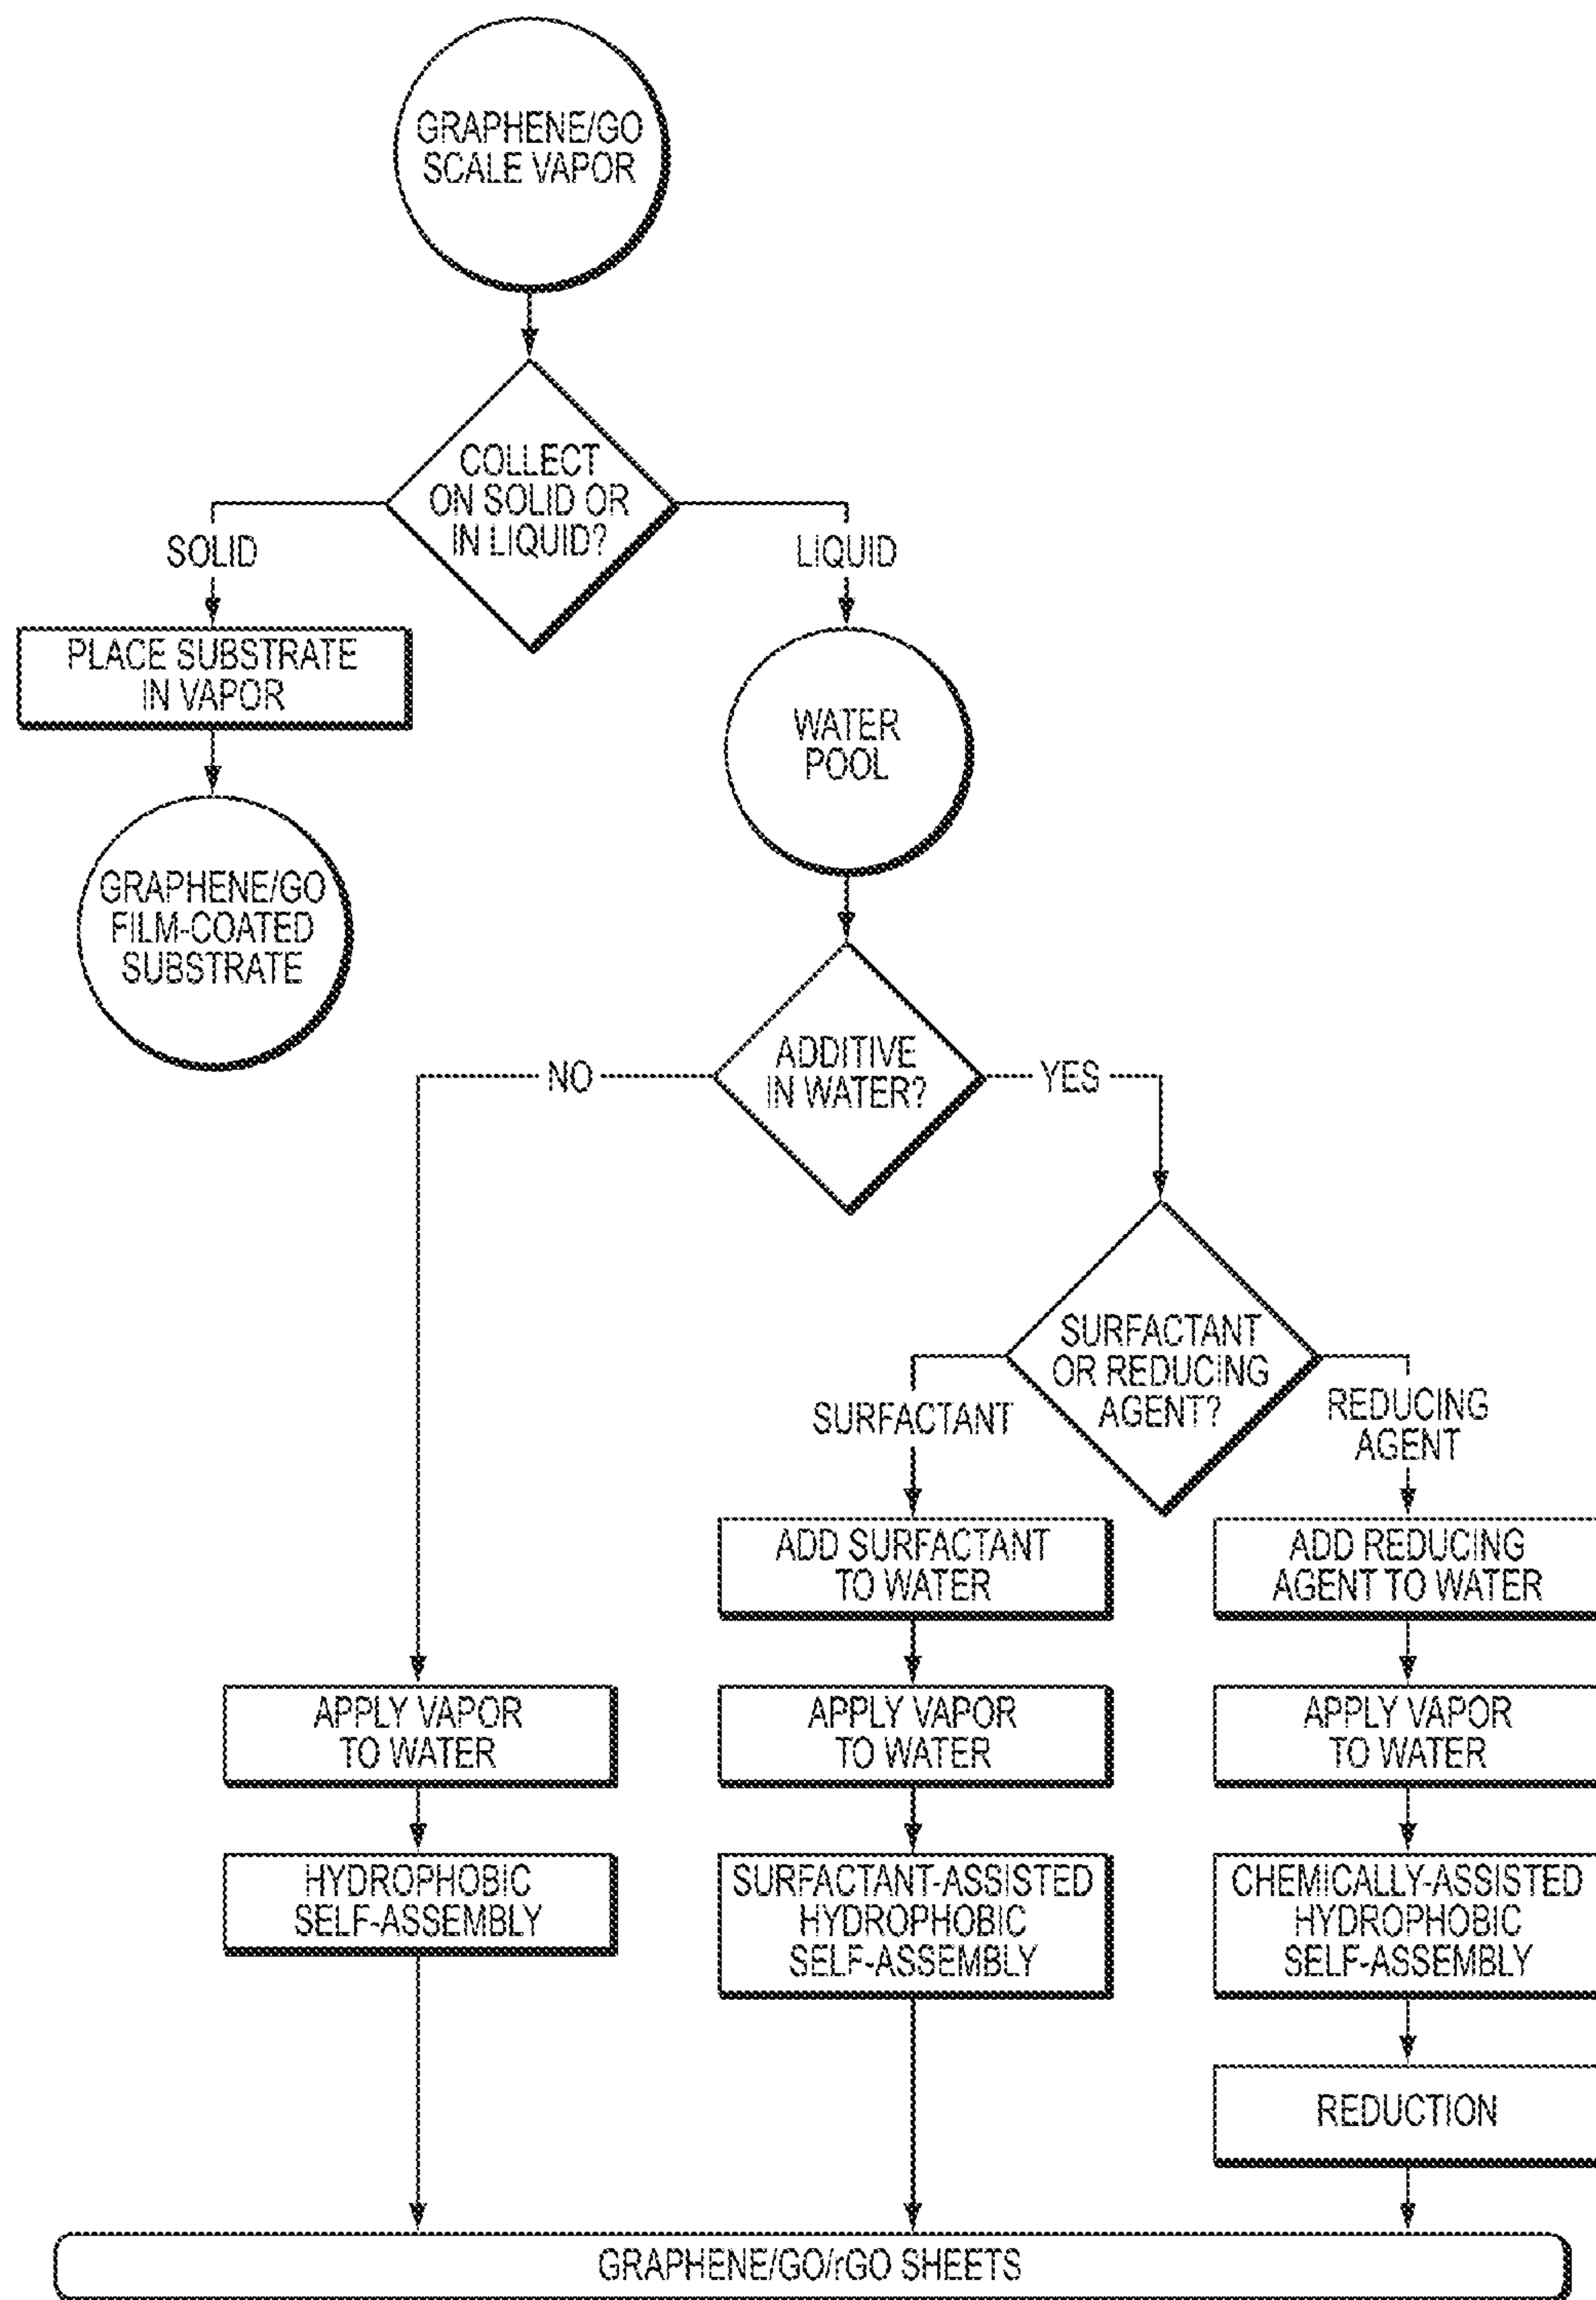 GRAPHENE/GO
SCALE VAPOR
COLLECT
ON SOLID OR
IN LIQUID?
SOLID
LIQUID
PLACE SUBSTRATE
IN VAPOR
WATER
POOL
GRAPHENE/GO
FILM-COATED
SUBSTRATE
ADDITIVE
IN WATER?
NO
YES
SURFACTANT
OR REDUCING
AGENT?
SURFACTANT
REDUCING
AGENT
ADD SURFACTANT
TO WATER
ADD REDUCING
AGENT TO WATER
APPLY VAPOR
TO WATER
APPLY VAPOR
TO WATER
APPLY VAPOR
TO WATER
HYDROPHOBIC
SELF-ASSEMBLY
SURFACTANT-ASSISTED
HYDROPHOBIC
SELF-ASSEMBLY
CHEMICALLY-ASSISTED
HYDROPHOBIC
SELF-ASSEMBLY
REDUCTION
GRAPHENE/GO/rGO SHEETS